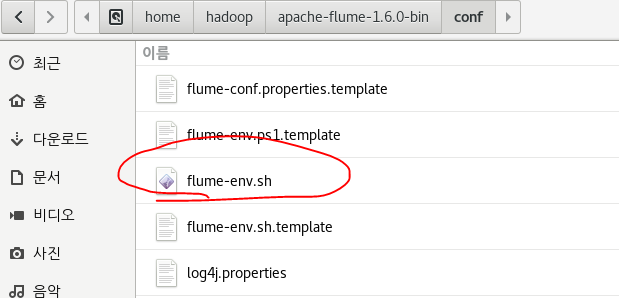 home
hadoop
apache-flume-1.6.0-bin
conf
이름
최근
홈
다운로드
문서
비디오
사진
음악
flume-conf.properties.template
flume-env.ps1.template
flume-env.sh
flume-env.sh.template
log4j.properties